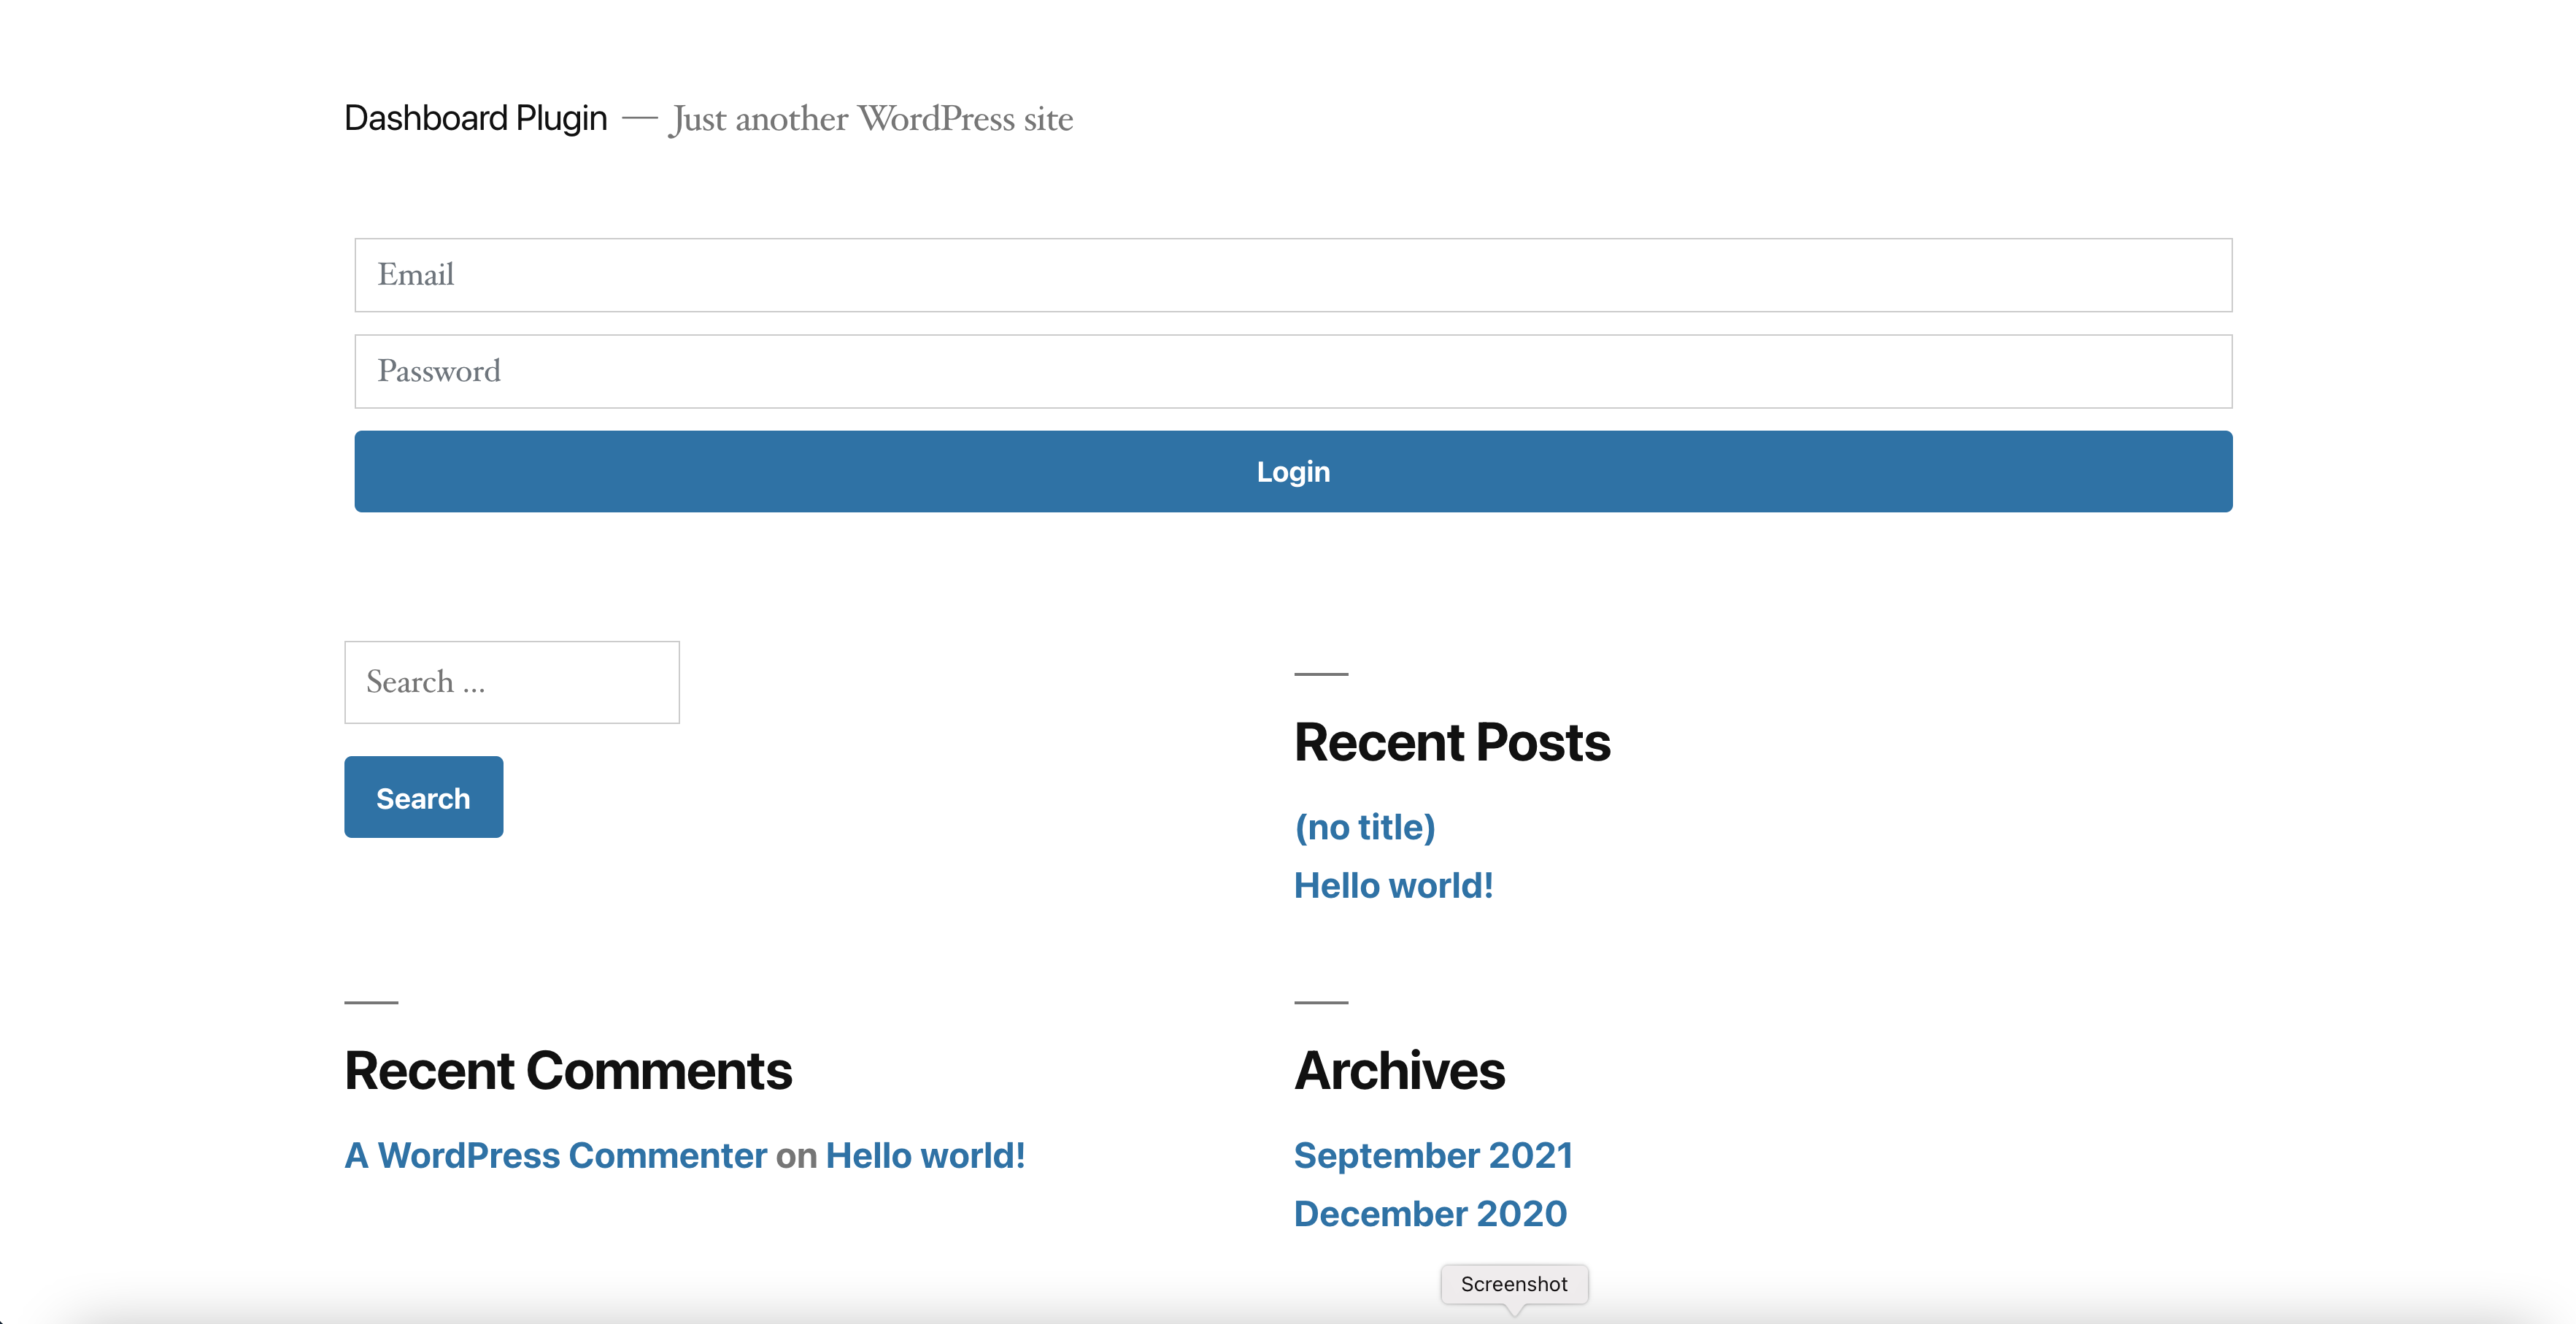 Dashboard Plugin — Just another WordPress site
Email
Password
Login
Search ...
Search
Recent Posts
(no title)
Hello world!
Recent Comments
A WordPress Commenter on Hello world!
Archives
September 2021
December 2020
Screenshot